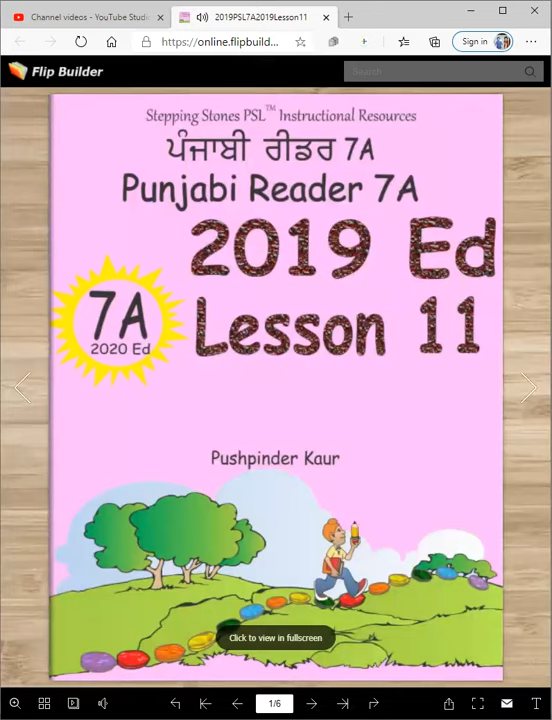 Channel videos - YouTube Studi
2019PSL7A2019Lesson11
https://online.flipbuild...
Sign in
Flip Builder
Search
Stepping Stones PSL™ Instructional Resources
ਪੰਜਾਬੀ ਰੀਡਰ 7A
Punjabi Reader 7A
2019 Ed
Lesson 11
7A
2020 Ed
Pushpinder Kaur
Click to view in fullscreen
1/6